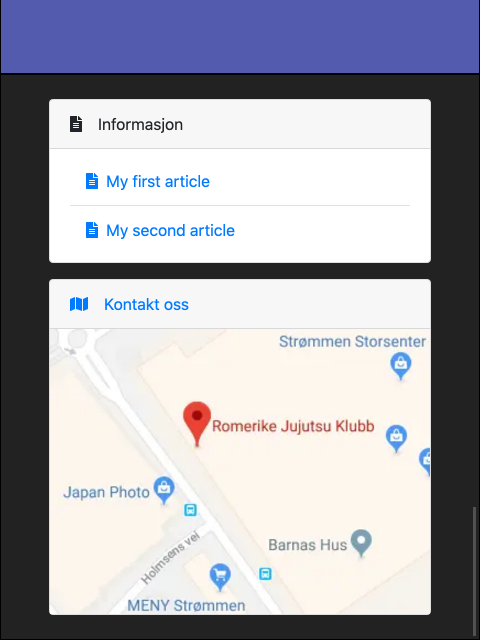 Informasjon
My first article
My second article
Kontakt oss
Strømmen Storsenter
Romerike Jujutsu Klubb
Japan Photo
Barnas Hus
Holmsens vei
MENY Strømmen